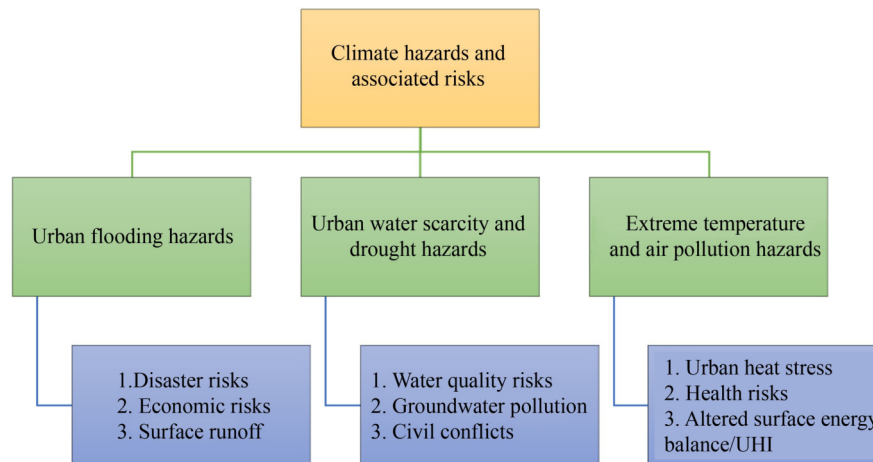 Climate hazards and
associated risks
Urban flooding hazards
Urban water scarcity and
drought hazards
Extreme temperature
and air pollution hazards
1.Disaster risks
2. Economic risks
3. Surface runoff
1. Water quality risks
2. Groundwater pollution
3. Civil conflicts
1. Urban heat stress
2. Health risks
3. Altered surface energy
balance/UHI